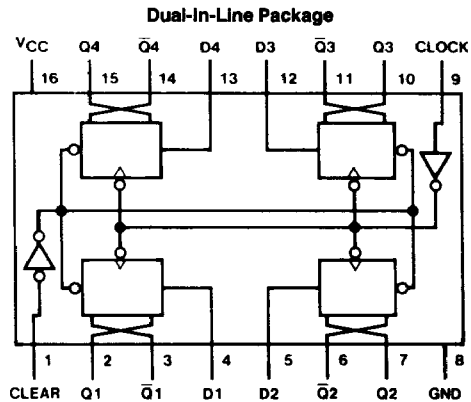 Dual-In-Line Package
VCC Q4 Q̅4 D4 D3 Q̅3 Q3 CLOCK
16 15 14 13 12 11 10 9
1 2 3 4 5 6 7 8
CLEAR Q1 Q̅1 D1 D2 Q̅2 Q2 GND